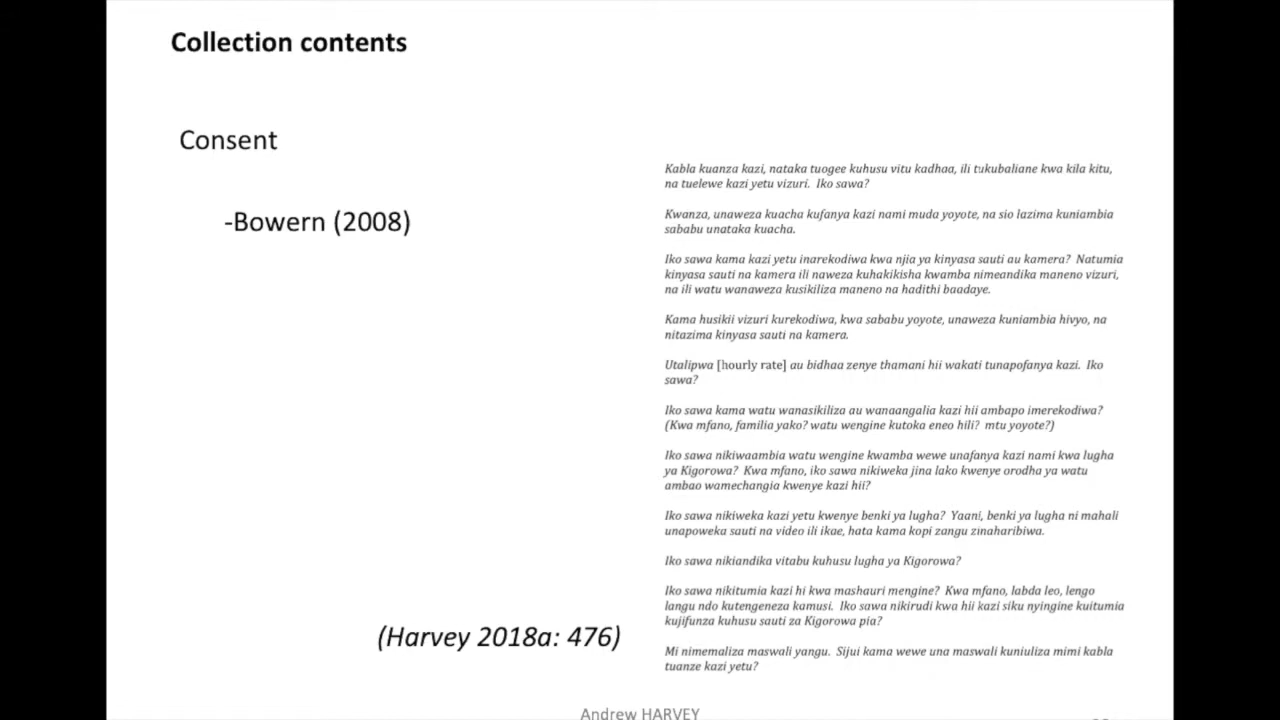 Collection contents
Consent
-Bowern (2008)
Kabla kuanza kazi, nataka tuogee kuhusu vitu kadhaa, ili tukubaliane kwa kila kitu,
na tuelewe kazi yetu vizuri. Iko sawa?
Kwanza, unaweza kuacha kufanya kazi nami muda yoyote, na sio lazima kuniambia
sababu unataka kuacha.
Iko sawa kama kazi yetu inarekodiwa kwa njia ya kinyasa sauti au kamera? Natumia
kinyasa sauti na kamera ili naweza kuhakikisha kwamba nimeandika maneno vizuri,
na ili watu wanaweza kusikiliza maneno na hadithi baadaye.
Kama husikii vizuri kurekodiwa, kwa sababu yoyote, unaweza kuniambia hivyo, na
nitazima kinyasa sauti na kamera.
Utalipwa [hourly rate] au bidhaa zenye thamani hii wakati tunapofanya kazi. Iko
sawa?
Iko sawa kama watu wanasikiliza au wanaangalia kazi hii ambapo imerekodiwa?
(Kwa mfano, familia yako? watu wengine kutoka eneo hili? mtu yoyote?)
Iko sawa nikiwaambia watu wengine kwamba wewe unafanya kazi nami kwa lugha
ya Kigorowa? Kwa mfano, iko sawa nikiweka jina lako kwenye orodha ya watu
ambao wamechangia kwenye kazi hii?
Iko sawa nikiweka kazi yetu kwenye benki ya lugha? Yaani, benki ya lugha ni mahali
unapoweka sauti na video ili ikae, hata kama kopi zangu zinaharibiwa.
Iko sawa nikiandika vitabu kuhusu lugha ya Kigorowa?
Iko sawa nikitumia kazi hi kwa mashauri mengine? Kwa mfano, labda leo, lengo
langu ndo kutengeneza kamusi. Iko sawa nikirudi kwa hii kazi siku nyingine kuitumia
kujifunza kuhusu sauti za Kigorowa pia?
Mi nimemaliza maswali yangu. Sijui kama wewe una maswali kuniuliza mimi kabla
tuanze kazi yetu?
(Harvey 2018a: 476)
Andrew HARVEY